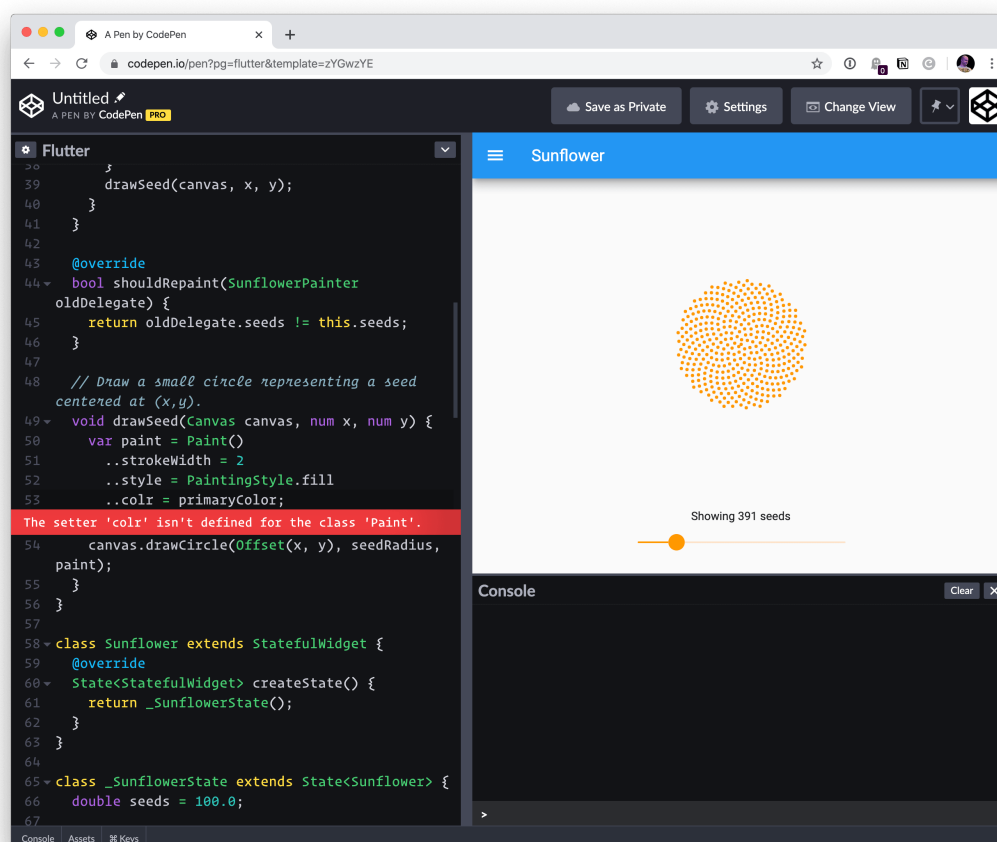 A Pen by CodePen
codepen.io/pen?pg=flutter&template=zYGwzYE
0
Untitled
A PEN BY CodePen PRO
Save as Private
Settings
Change View
Flutter
38 }
39 drawSeed(canvas, x, y);
40 }
41 }
42
43 @override
44 bool shouldRepaint(SunflowerPainter
oldDelegate) {
45 return oldDelegate.seeds != this.seeds;
46 }
47
48 // Draw a small circle representing a seed
centered at (x,y).
49 void drawSeed(Canvas canvas, num x, num y) {
50 var paint = Paint()
51 ..strokeWidth = 2
52 ..style = PaintingStyle.fill
53 ..colr = primaryColor;
The setter 'colr' isn't defined for the class 'Paint'.
54 canvas.drawCircle(Offset(x, y), seedRadius,
paint);
55 }
56 }
57
58 class Sunflower extends StatefulWidget {
59 @override
60 State<StatefulWidget> createState() {
61 return _SunflowerState();
62 }
63 }
64
65 class _SunflowerState extends State<Sunflower> {
66 double seeds = 100.0;
67
Console Assets ⌘ Keys
Sunflower
Showing 391 seeds
Console
Clear
>